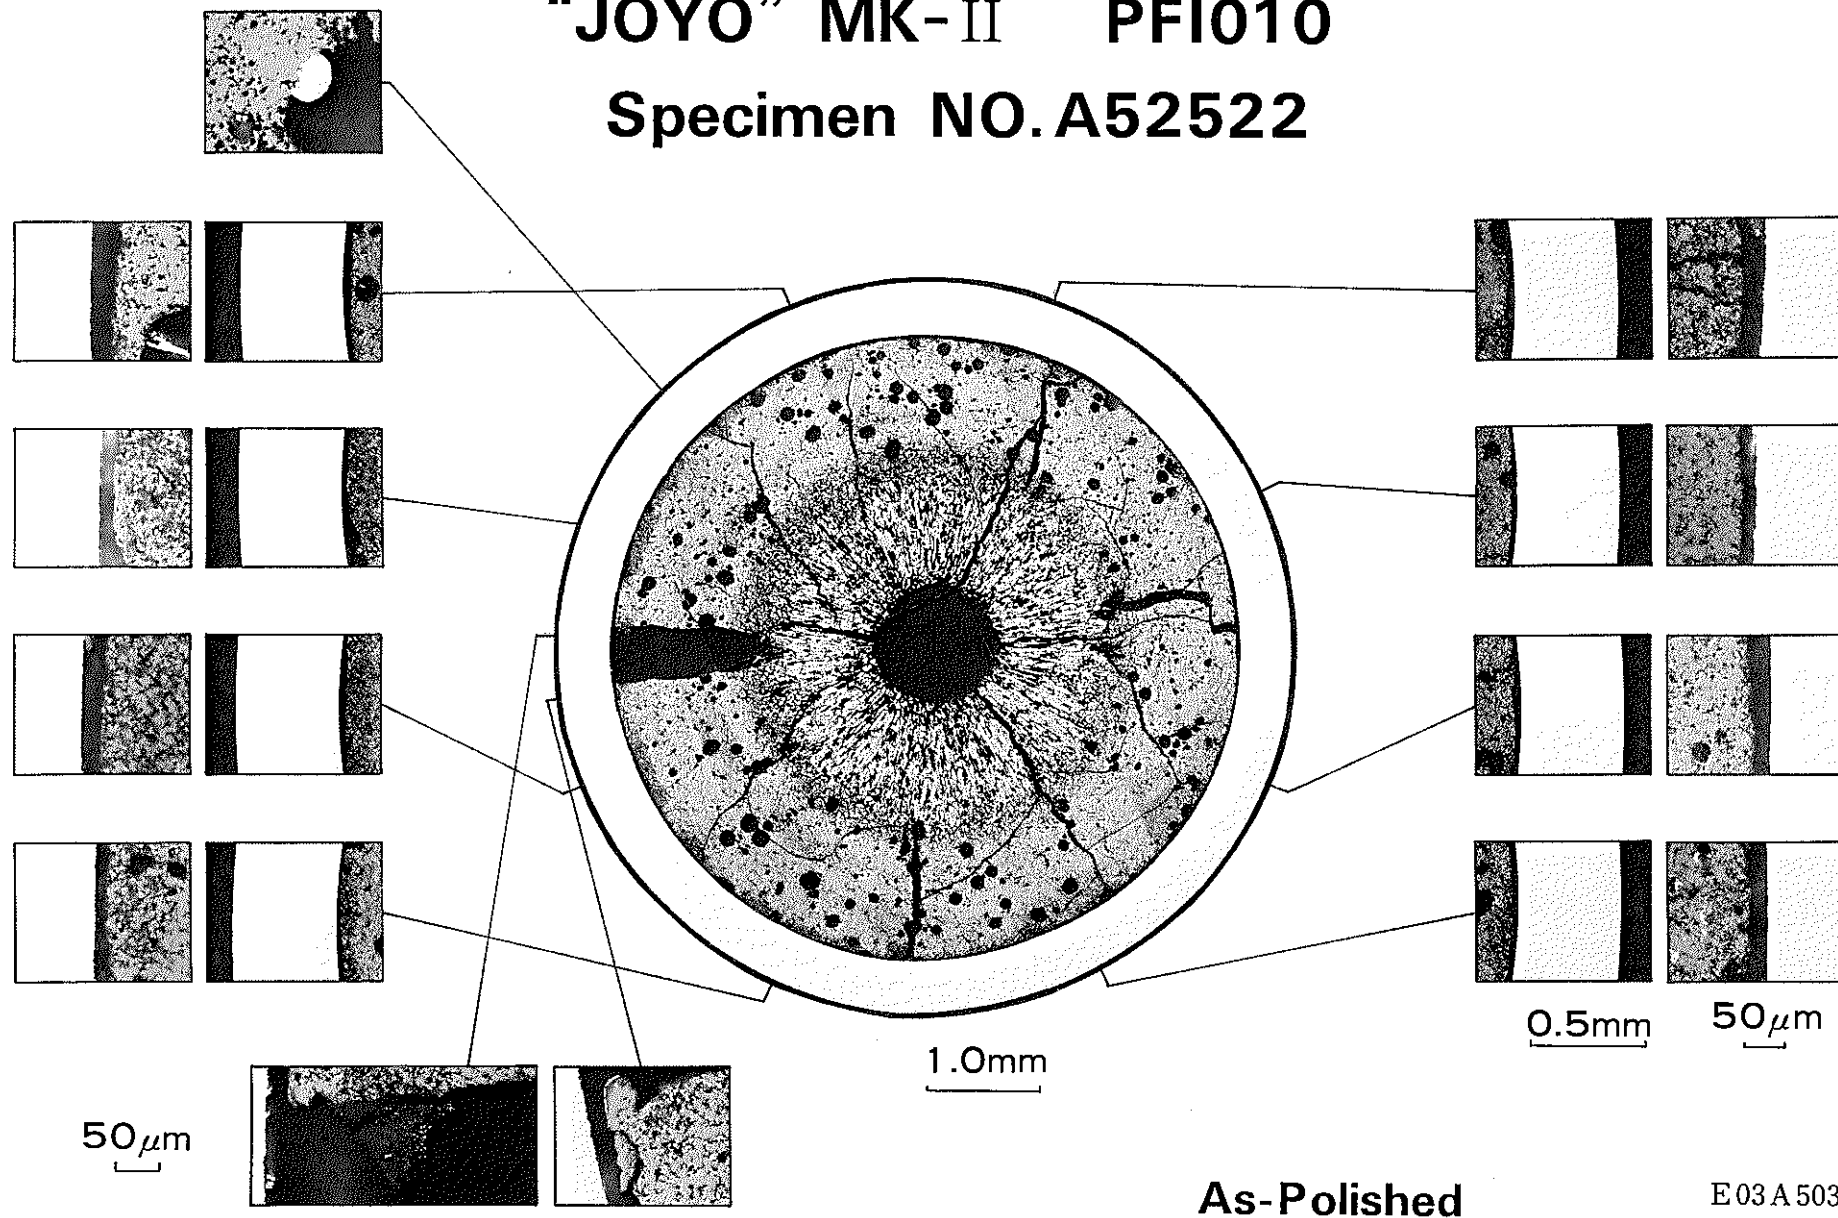 "JOYO" MK-II PFI010
Specimen NO. A52522
0.5mm 50μm
1.0mm
50μm
As-Polished
E03A503